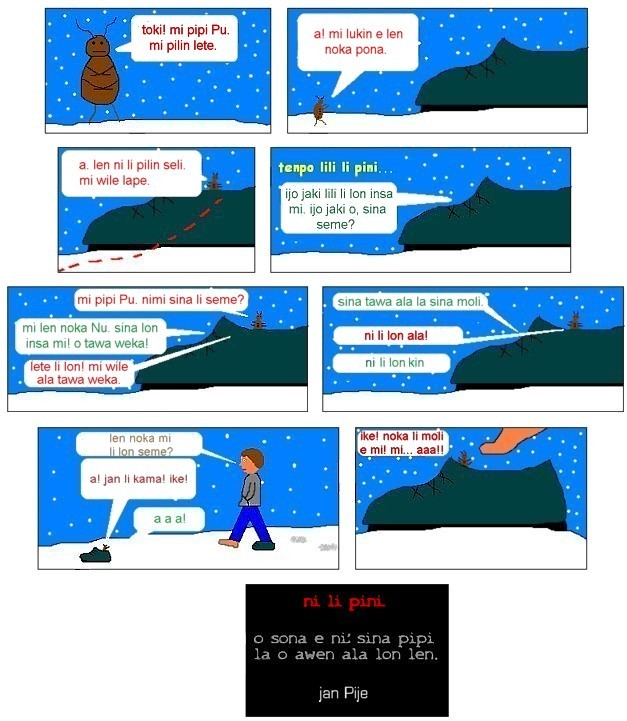 toki! mi pipi Pu.
mi pilin lete.
a! mi lukin e len
noka pona.
a. len ni li pilin seli.
mi wile lape.
tenpo lili li pini...
ijo jaki lili li lon insa
mi. ijo jaki o, sina
seme?
mi pipi Pu. nimi sina li seme?
mi len noka Nu. sina lon
insa mi! o tawa weka!
lete li lon! mi wile
ala tawa weka.
sina tawa ala la sina moli.
ni li lon ala!
ni li lon kin
len noka mi
li lon seme?
a! jan li kama! ike!
a a a!
ike! noka li moli
e mi! mi... aaa!!
ni li pini
o sona e ni: sina pipi
la o awen ala lon len.
jan Pije